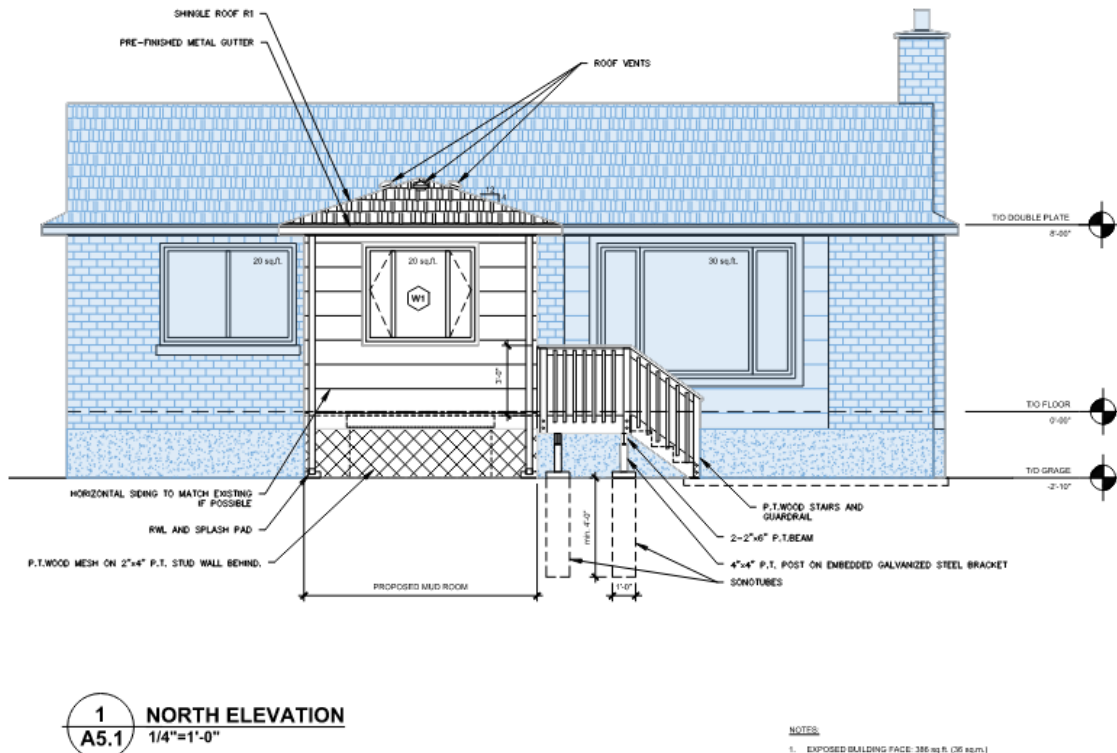 SHINGLE ROOF R1
PRE-FINISHED METAL GUTTER
ROOF VENTS
12
T/O DOUBLE PLATE
8'-00"
20 sq.ft.
20 sq.ft.
30 sq.ft.
W1
3'-0"
T/O FLOOR
0'-00"
T/O GRAGE
-2'-10"
HORIZONTAL SIDING TO MATCH EXISTING
IF POSSIBLE
RWL AND SPLASH PAD
P.T.WOOD MESH ON 2"x4" P.T. STUD WALL BEHIND.
min. 4'-0"
P.T.WOOD STAIRS AND
GUARDRAIL
2-2"x6" P.T.BEAM
4"x4" P.T. POST ON EMBEDDED GALVANIZED STEEL BRACKET
SONOTUBES
PROPOSED MUD ROOM
1'-0"
1
A5.1
NORTH ELEVATION
1/4"=1'-0"
NOTES:
1. EXPOSED BUILDING FACE: 386 sq.ft. (36 sq.m.)